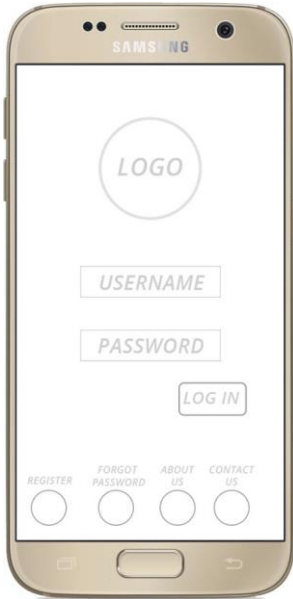 SAMSUNG
LOGO
USERNAME
PASSWORD
LOG IN
REGISTER
FORGOT
PASSWORD
ABOUT
US
CONTACT
US